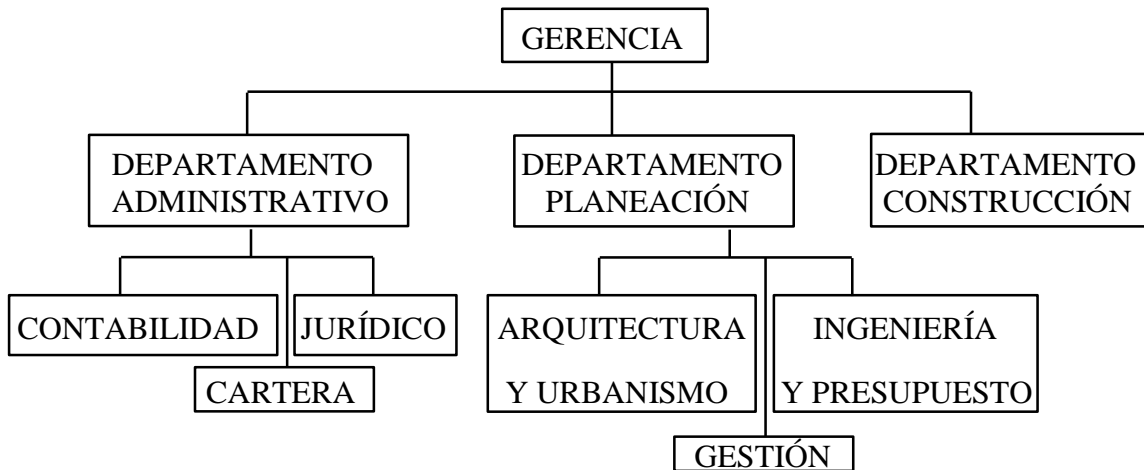 GERENCIA
DEPARTAMENTO
ADMINISTRATIVO
DEPARTAMENTO
PLANEACIÓN
DEPARTAMENTO
CONSTRUCCIÓN
CONTABILIDAD
JURÍDICO
CARTERA
ARQUITECTURA
Y URBANISMO
INGENIERÍA
Y PRESUPUESTO
GESTIÓN